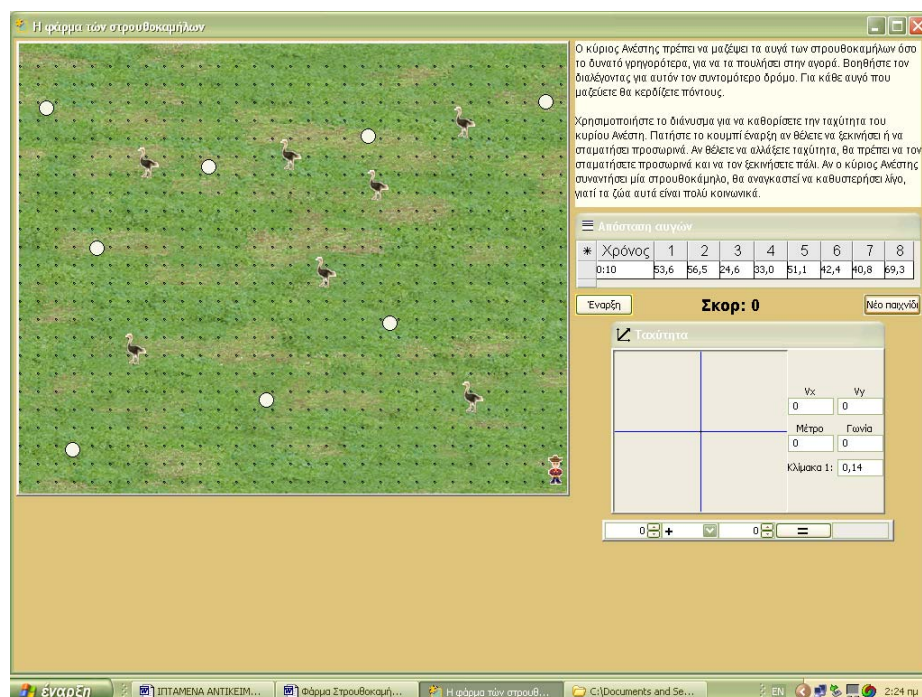 Η φάρμα τών στρουθοκαμήλων
Ο κύριος Ανέστης πρέπει να μαζέψει τα αυγά των στρουθοκαμήλων όσο
το δυνατό γρηγορότερα, για να τα πουλήσει στην αγορά. Βοηθήστε τον
διαλέγοντας για αυτόν τον συντομότερο δρόμο. Για κάθε αυγό που
μαζεύετε θα κερδίζετε πόντους.
Χρησιμοποιήστε το διάνυσμα για να καθορίσετε την ταχύτητα του
κυρίου Ανέστη. Πατήστε το κουμπί έναρξη αν θέλετε να ξεκινήσει ή να
σταματήσει προσωρινά. Αν θέλετε να αλλάξετε ταχύτητα, θα πρέπει να τον
σταματήσετε προσωρινά και να τον ξεκινήσετε πάλι. Αν ο κύριος Ανέστης
συναντήσει μία στρουθοκάμηλο, θα αναγκαστεί να καθυστερήσει λίγο,
γιατί τα ζώα αυτά είναι πολύ κοινωνικά.
Απόσταση αυγών
* Χρόνος 1 2 3 4 5 6 7 8
0:10 53,6 56,5 24,6 33,0 51,1 42,4 40,8 69,3
Έναρξη Σκορ: 0 Νέο παιχνίδι
Ταχύτητα
Vx Vy
0 0
Μέτρο Γωνία
0 0
Κλίμακα 1: 0,14
0 + 0 =
έναρξη ΙΠΤΑΜΕΝΑ ΑΝΤΙΚΕΙΜ... Φάρμα Στρουθοκαμή... Η φάρμα τών στρουθ... C:\Documents and Se... EN 2:24 πμ